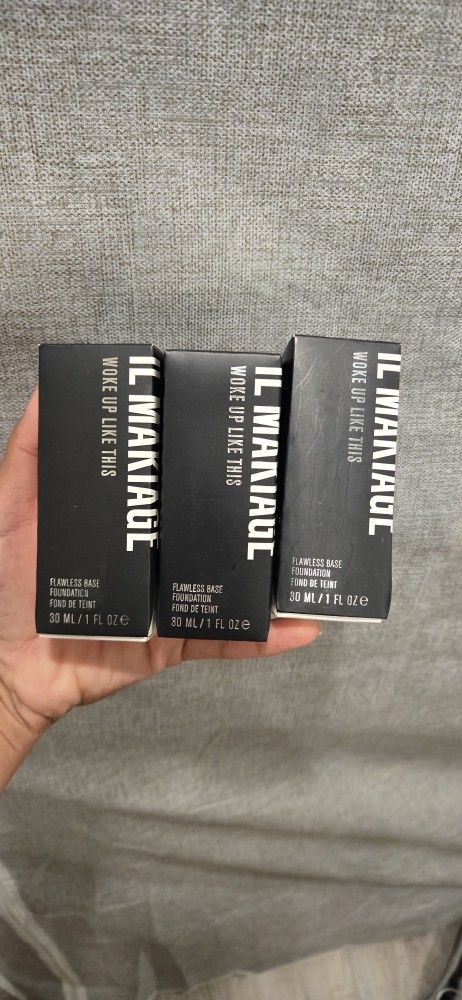 IL MAKIAGE
WOKE UP LIKE THIS
FLAWLESS BASE
FOUNDATION
FOND DE TEINT
30 ML / 1 FL OZ e
IL MAKIAGE
WOKE UP LIKE THIS
FLAWLESS BASE
FOUNDATION
FOND DE TEINT
30 ML / 1 FL OZ e
IL MAKIAGE
WOKE UP LIKE THIS
FLAWLESS BASE
FOUNDATION
FOND DE TEINT
30 ML / 1 FL OZ e